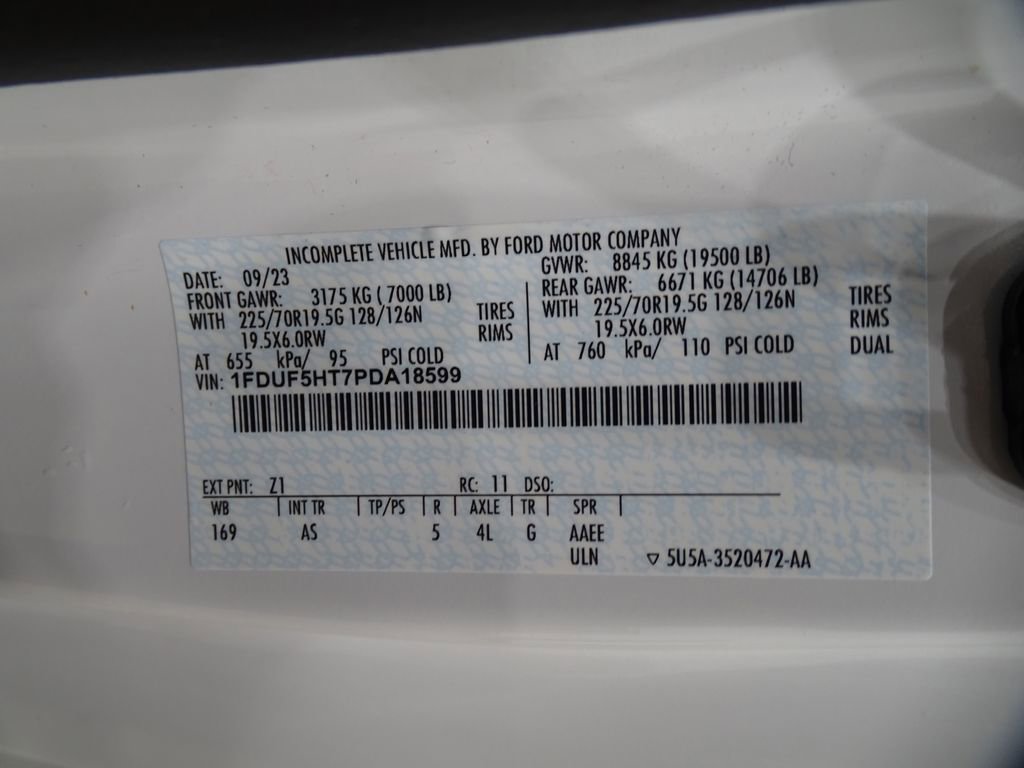 INCOMPLETE VEHICLE MFD. BY FORD MOTOR COMPANY
DATE: 09/23 GVWR: 8845 KG (19500 LB)
FRONT GAWR: 3175 KG ( 7000 LB) REAR GAWR: 6671 KG (14706 LB)
WITH 225/70R19.5G 128/126N TIRES WITH 225/70R19.5G 128/126N TIRES
19.5X6.0RW RIMS 19.5X6.0RW RIMS
AT 655 kPa/ 95 PSI COLD AT 760 kPa/ 110 PSI COLD DUAL
VIN: 1FDUF5HT7PDA18599
EXT PNT: Z1 RC: 11 DSO:
WB INT TR TP/PS R AXLE TR SPR
169 AS 5 4L G AAEE
ULN ▽ 5U5A-3520472-AA